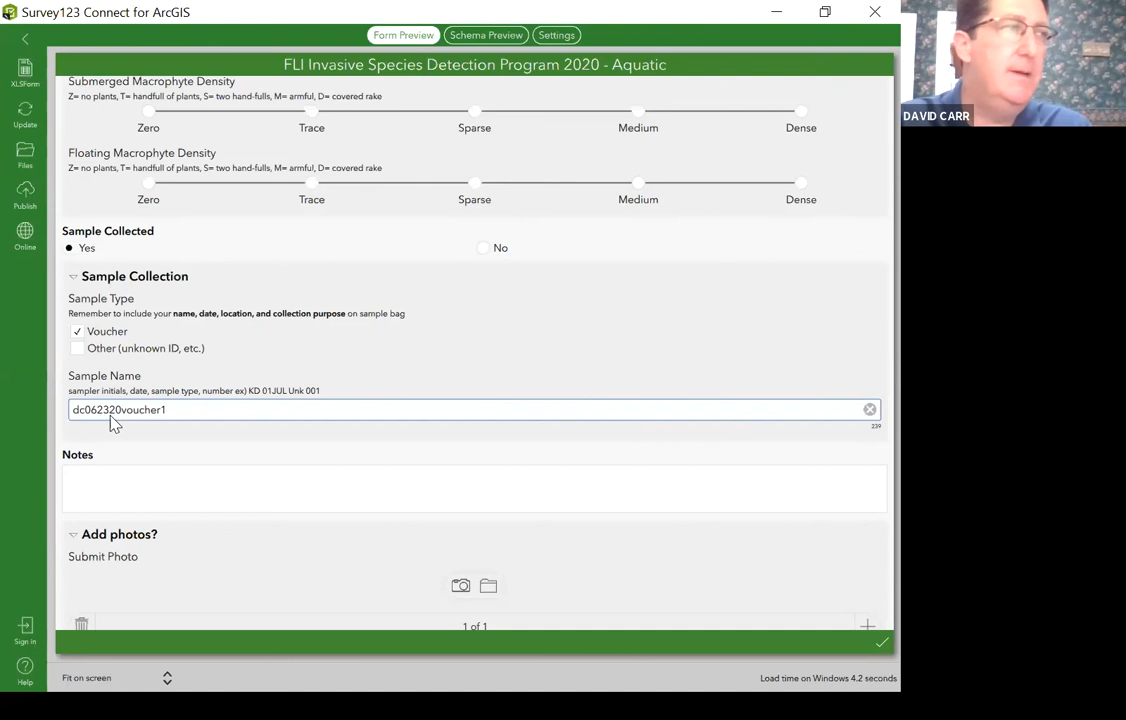 Survey123 Connect for ArcGIS
Form Preview
Schema Preview
Settings
XLSForm
Update
Files
Publish
Online
Sign in
Help
FLI Invasive Species Detection Program 2020 - Aquatic
Submerged Macrophyte Density
Z= no plants, T= handfull of plants, S= two hand-fulls, M= armful, D= covered rake
Zero Trace Sparse Medium Dense
Floating Macrophyte Density
Z= no plants, T= handfull of plants, S= two hand-fulls, M= armful, D= covered rake
Zero Trace Sparse Medium Dense
Sample Collected
Yes No
Sample Collection
Sample Type
Remember to include your name, date, location, and collection purpose on sample bag
Voucher
Other (unknown ID, etc.)
Sample Name
sampler initials, date, sample type, number ex) KD 01JUL Unk 001
dc062320voucher1
239
Notes
Add photos?
Submit Photo
1 of 1
Fit on screen
Load time on Windows 4.2 seconds
DAVID CARR